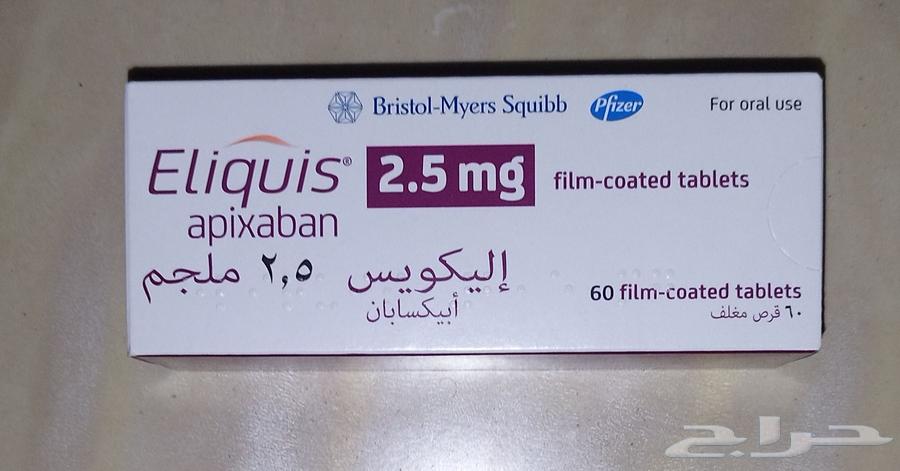 Bristol-Myers Squibb Pfizer For oral use
Eliquis® 2.5 mg film-coated tablets
apixaban
إليكويس ٢,٥ ملجم
أبيكسابان
60 film-coated tablets
٦٠ قرص مغلف
حراج